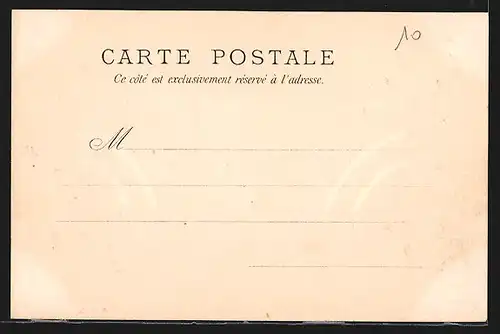 10
CARTE POSTALE
Ce côté est exclusivement réservé à l'adresse.
M